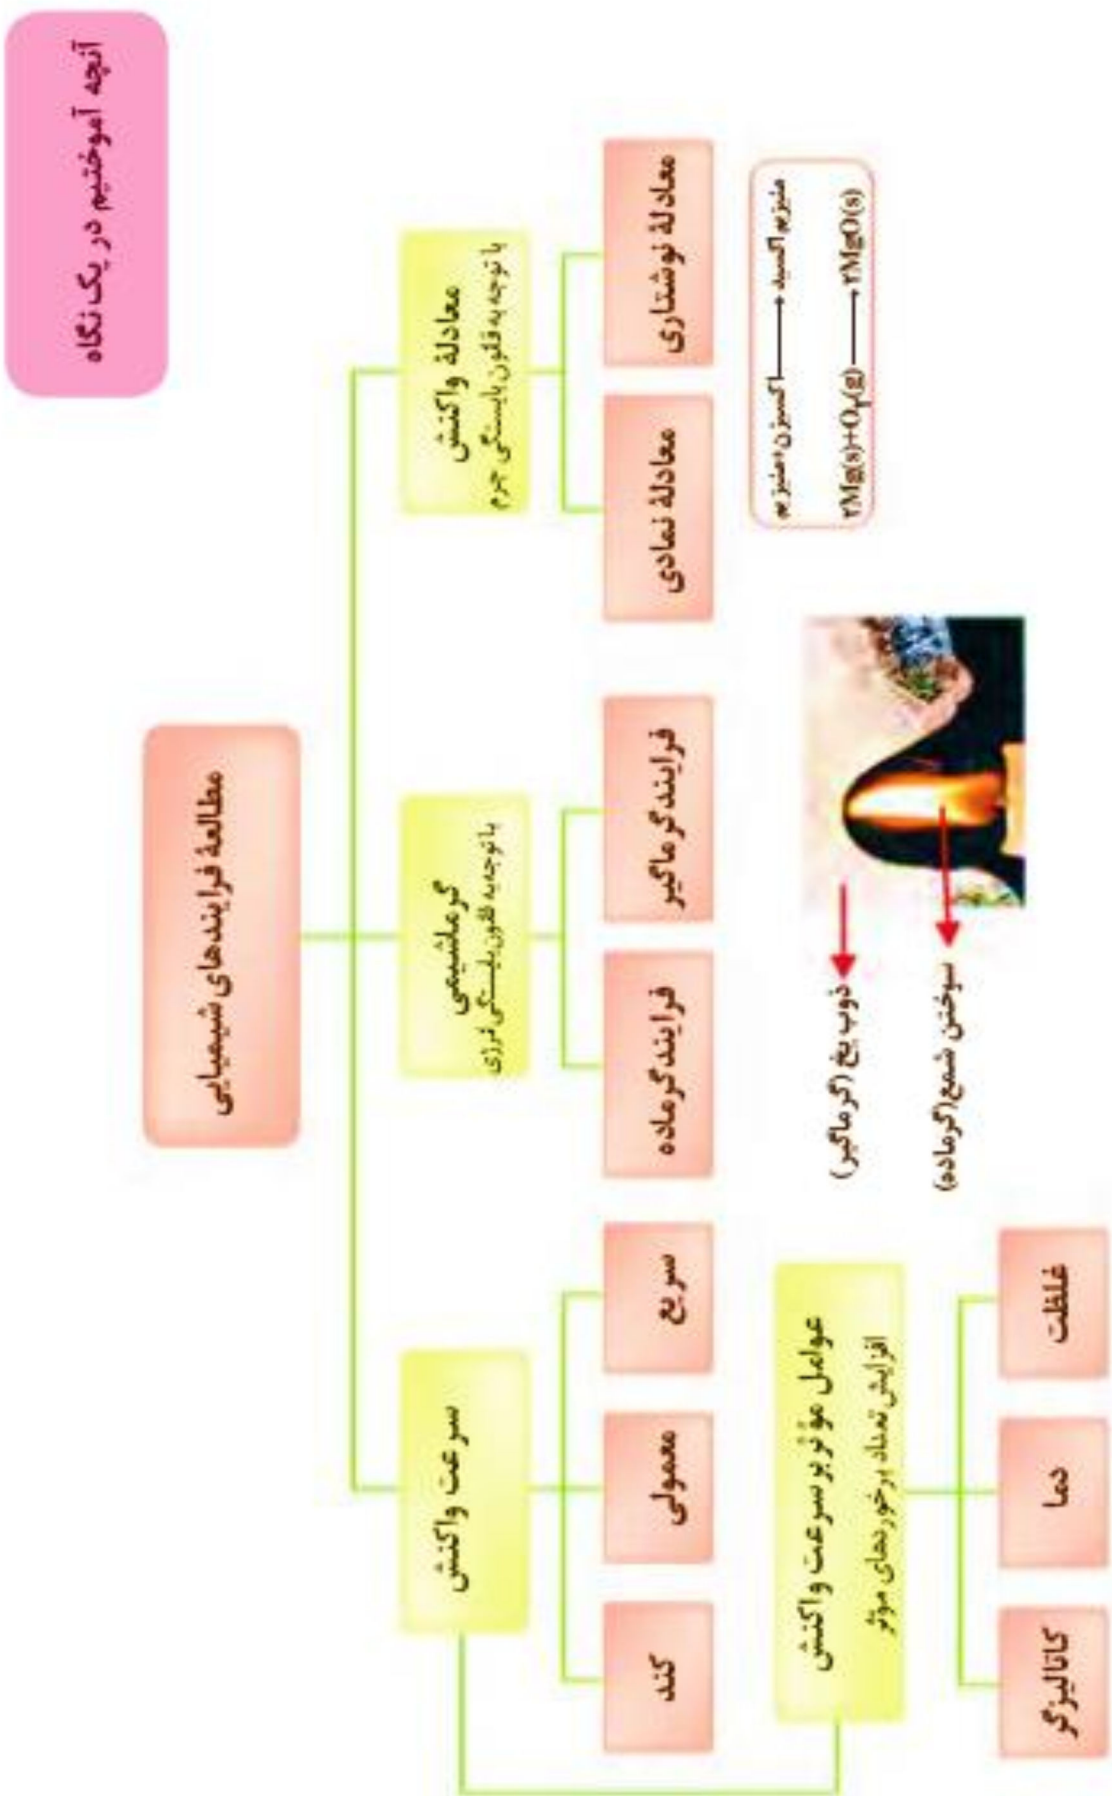 آنچه آموختیم در یک نگاه
مطالعهٔ فرایندهای شیمیایی
معادلهٔ واکنش
با توجه به قانون پایستگی جرم
معادلهٔ نوشتاری
معادلهٔ نمادی
منیزیم اکسید ⟵ اکسیژن+منیزیم
۲Mg(s)+O۲(g) ⟶ ۲MgO(s)
گرماشیمی
با توجه به قانون پایستگی انرژی
فرایند گرماگیر
فرایند گرماده
ذوب یخ (گرماگیر)
سوختن شمع (گرماده)
سرعت واکنش
سریع
معمولی
کند
عوامل مؤثر بر سرعت واکنش
افزایش تعداد برخوردهای مؤثر
غلظت
دما
کاتالیزگر